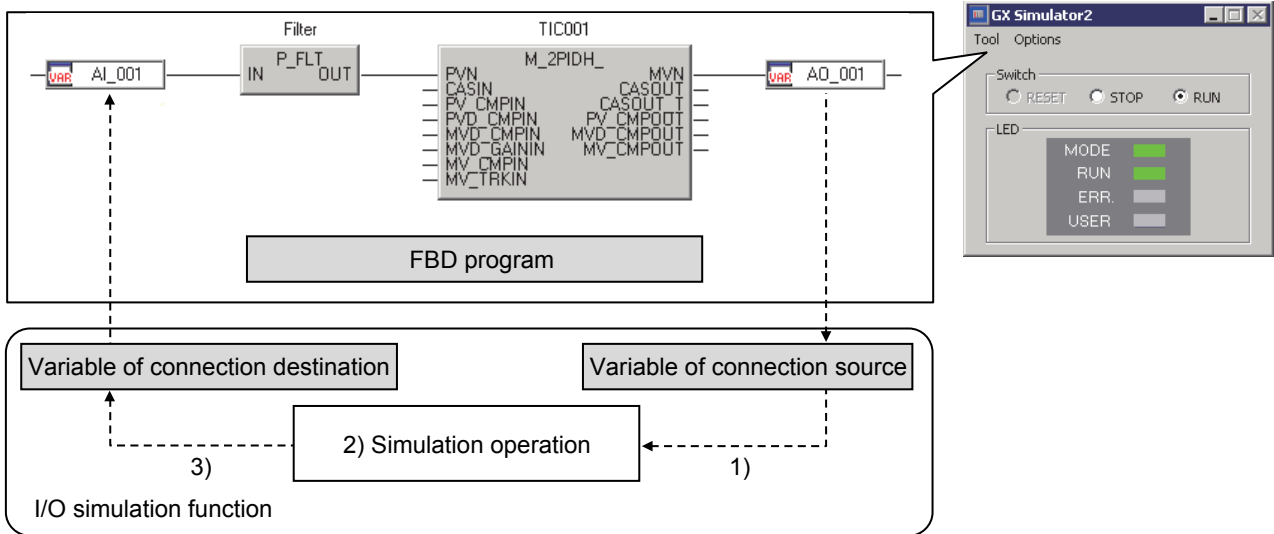 Filter
TIC001
VAR AI_001
P_FLT
IN OUT
M_2PIDH_
PVN MVN
CASIN CASOUT
PV_CMPIN CASOUT_T
PVD_CMPIN PV_CMPOUT
MVD_CMPIN MVD_CMPOUT
MVD_GAININ MV_CMPOUT
MV_CMPIN
MV_TRKIN
VAR AO_001
FBD program
GX Simulator2
Tool Options
Switch
RESET STOP RUN
LED
MODE
RUN
ERR.
USER
Variable of connection destination
Variable of connection source
2) Simulation operation
3)
1)
I/O simulation function